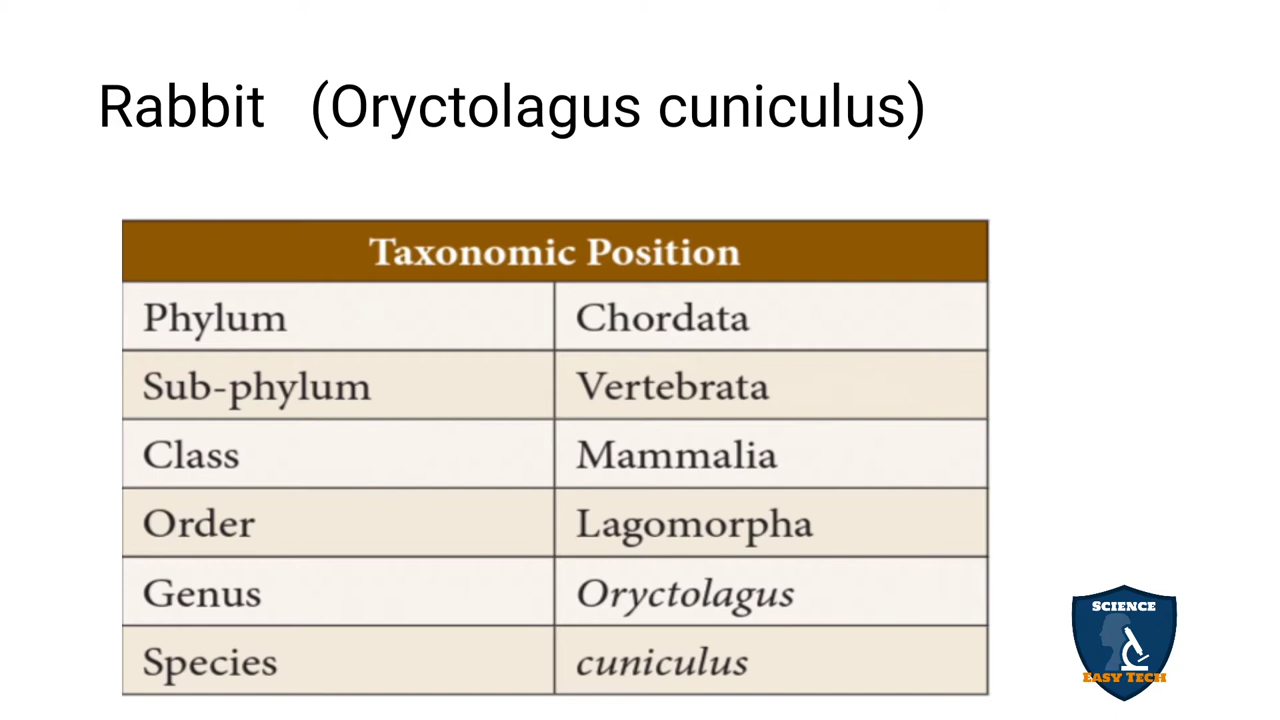 Rabbit (Oryctolagus cuniculus)
Taxonomic Position
Phylum Chordata
Sub-phylum Vertebrata
Class Mammalia
Order Lagomorpha
Genus Oryctolagus
Species cuniculus
SCIENCE
EASY TECH